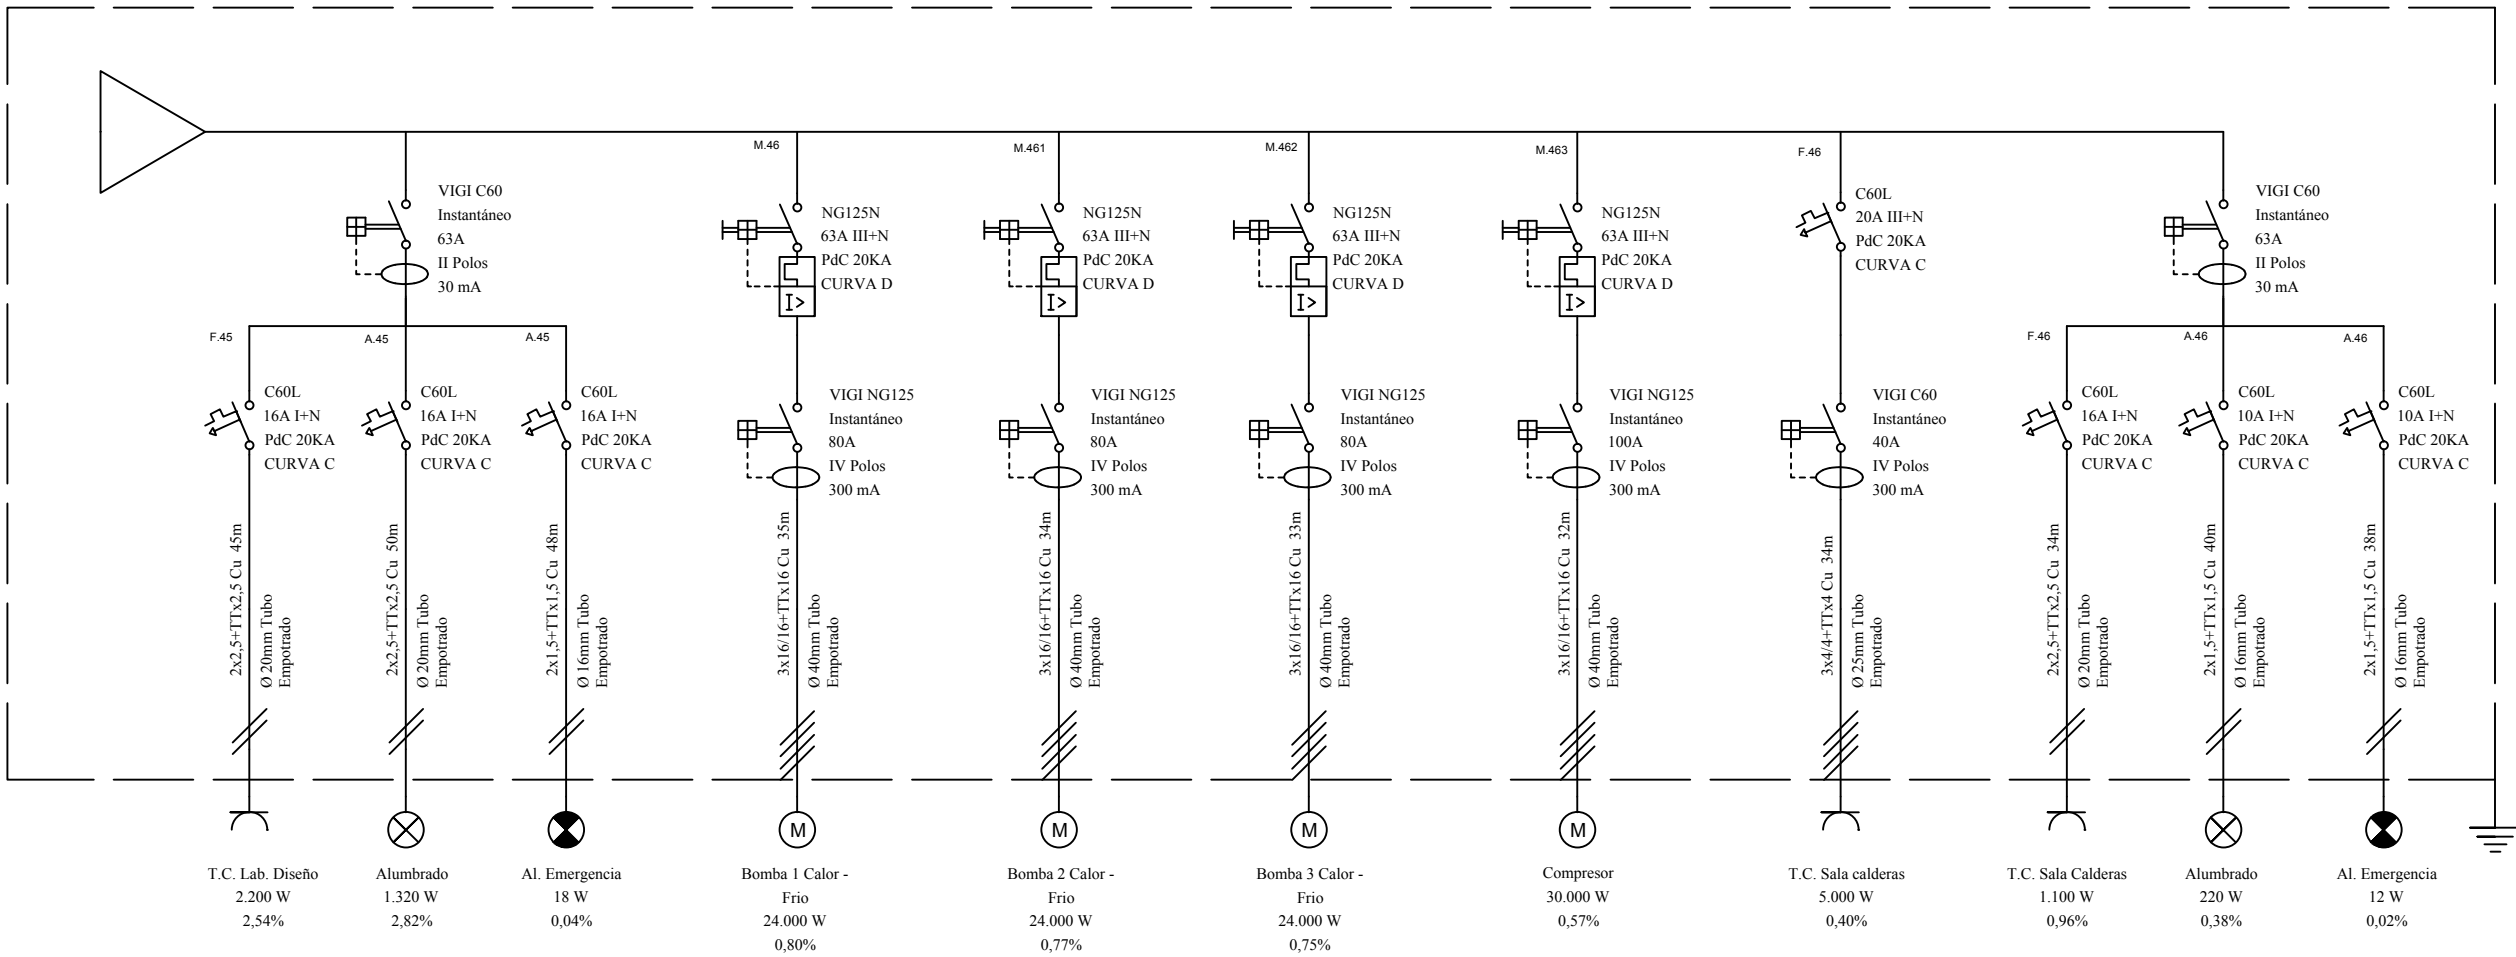 M.46
M.461
M.462
M.463
F.46
VIGI C60
Instantáneo
63A
II Polos
30 mA
NG125N
63A III+N
PdC 20KA
CURVA D
I>
NG125N
63A III+N
PdC 20KA
CURVA D
I>
NG125N
63A III+N
PdC 20KA
CURVA D
I>
NG125N
63A III+N
PdC 20KA
CURVA D
I>
C60L
20A III+N
PdC 20KA
CURVA C
VIGI C60
Instantáneo
63A
II Polos
30 mA
F.45
A.45
A.45
F.46
A.46
A.46
C60L
16A I+N
PdC 20KA
CURVA C
C60L
16A I+N
PdC 20KA
CURVA C
C60L
16A I+N
PdC 20KA
CURVA C
VIGI NG125
Instantáneo
80A
IV Polos
300 mA
VIGI NG125
Instantáneo
80A
IV Polos
300 mA
VIGI NG125
Instantáneo
80A
IV Polos
300 mA
VIGI NG125
Instantáneo
100A
IV Polos
300 mA
VIGI C60
Instantáneo
40A
IV Polos
300 mA
C60L
16A I+N
PdC 20KA
CURVA C
C60L
10A I+N
PdC 20KA
CURVA C
C60L
10A I+N
PdC 20KA
CURVA C
2x2,5+TTx2,5 Cu 45m
Ø 20mm Tubo
Empotrado
2x2,5+TTx2,5 Cu 50m
Ø 20mm Tubo
Empotrado
2x1,5+TTx1,5 Cu 48m
Ø 16mm Tubo
Empotrado
3x16/16+TTx16 Cu 35m
Ø 40mm Tubo
Empotrado
3x16/16+TTx16 Cu 34m
Ø 40mm Tubo
Empotrado
3x16/16+TTx16 Cu 33m
Ø 40mm Tubo
Empotrado
3x16/16+TTx16 Cu 32m
Ø 40mm Tubo
Empotrado
3x4/4+TTx4 Cu 34m
Ø 25mm Tubo
Empotrado
2x2,5+TTx2,5 Cu 34m
Ø 20mm Tubo
Empotrado
2x1,5+TTx1,5 Cu 40m
Ø 16mm Tubo
Empotrado
2x1,5+TTx1,5 Cu 38m
Ø 16mm Tubo
Empotrado
M
M
M
M
T.C. Lab. Diseño
2.200 W
2,54%
Alumbrado
1.320 W
2,82%
Al. Emergencia
18 W
0,04%
Bomba 1 Calor -
Frio
24.000 W
0,80%
Bomba 2 Calor -
Frio
24.000 W
0,77%
Bomba 3 Calor -
Frio
24.000 W
0,75%
Compresor
30.000 W
0,57%
T.C. Sala calderas
5.000 W
0,40%
T.C. Sala Calderas
1.100 W
0,96%
Alumbrado
220 W
0,38%
Al. Emergencia
12 W
0,02%